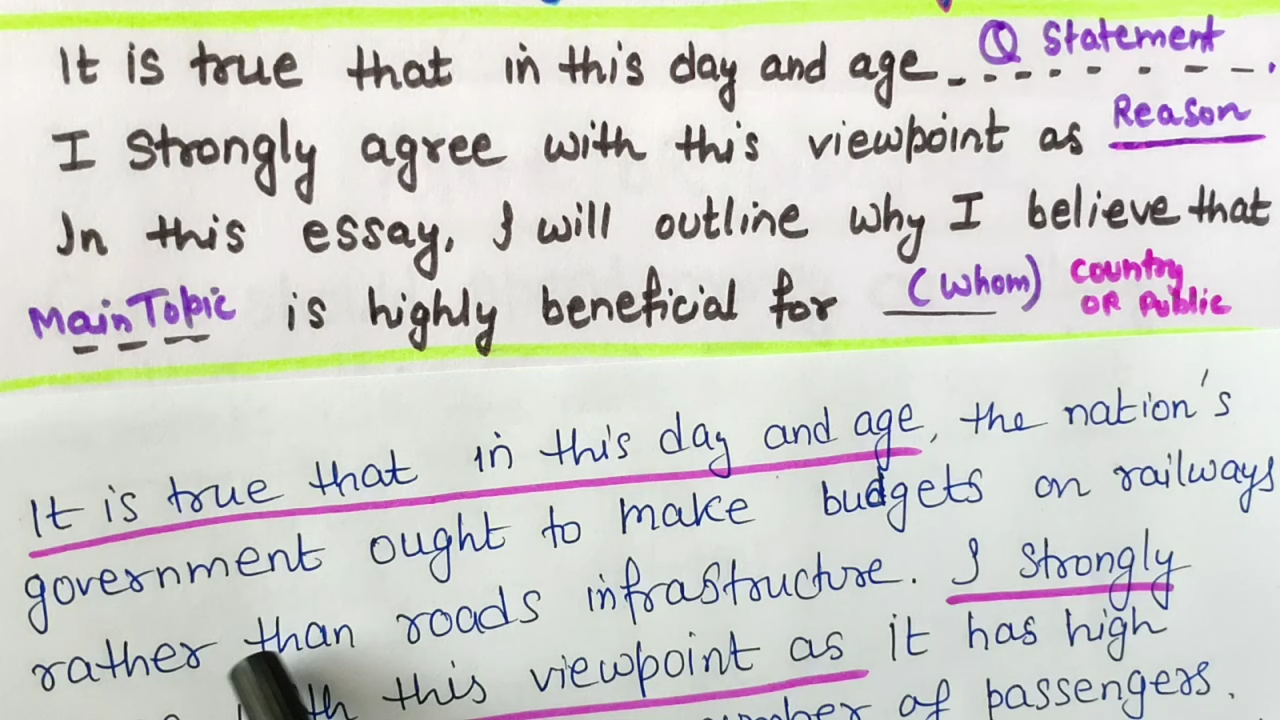 It is true that in this day and age ------- Q Statement.
I strongly agree with this viewpoint as Reason
In this essay, I will outline why I believe that
Main Topic is highly beneficial for ____ (whom) country OR Public
It is true that in this day and age, the nation's
government ought to make budgets on railways
rather than roads infrastructure. I strongly
this viewpoint as it has high
of passengers.